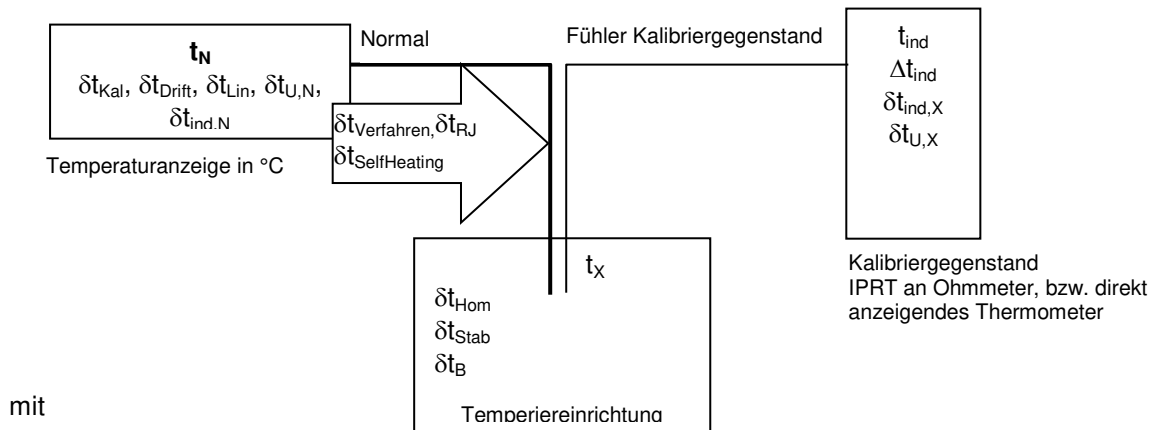 t_N
δt_Kal, δt_Drift, δt_Lin, δt_U,N,
δt_ind,N
Temperaturanzeige in °C
Normal
δt_Verfahren, δt_RJ
δt_SelfHeating
Fühler Kalibriergegenstand
t_ind
Δt_ind
δt_ind,X
δt_U,X
Kalibriergegenstand
IPRT an Ohmmeter, bzw. direkt
anzeigendes Thermometer
t_X
δt_Hom
δt_Stab
δt_B
Temperiereinrichtung
mit